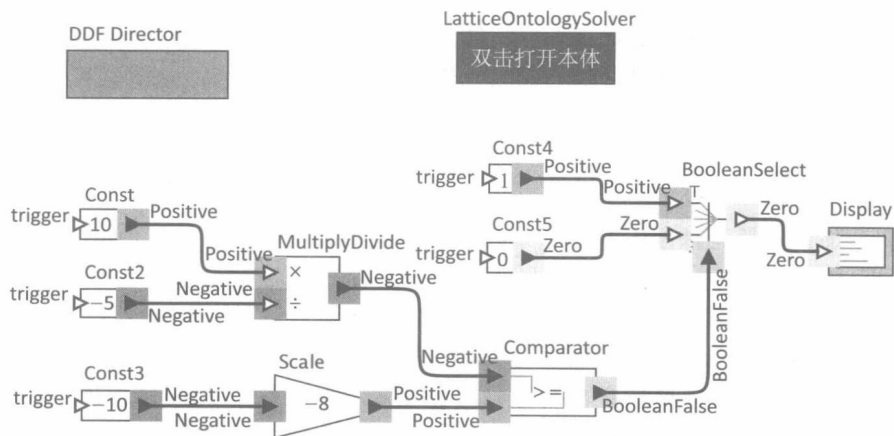 DDF Director
LatticeOntologySolver
双击打开本体
Const4
trigger
1
Positive
Positive
T
BooleanSelect
Const
trigger
10
Positive
Const5
trigger
0
Zero
Zero
Zero
Zero
Display
Positive
MultiplyDivide
×
÷
Negative
Const2
trigger
−5
Negative
Negative
BooleanFalse
Negative
Comparator
>=
BooleanFalse
Const3
trigger
−10
Negative
Negative
Scale
−8
Positive
Positive